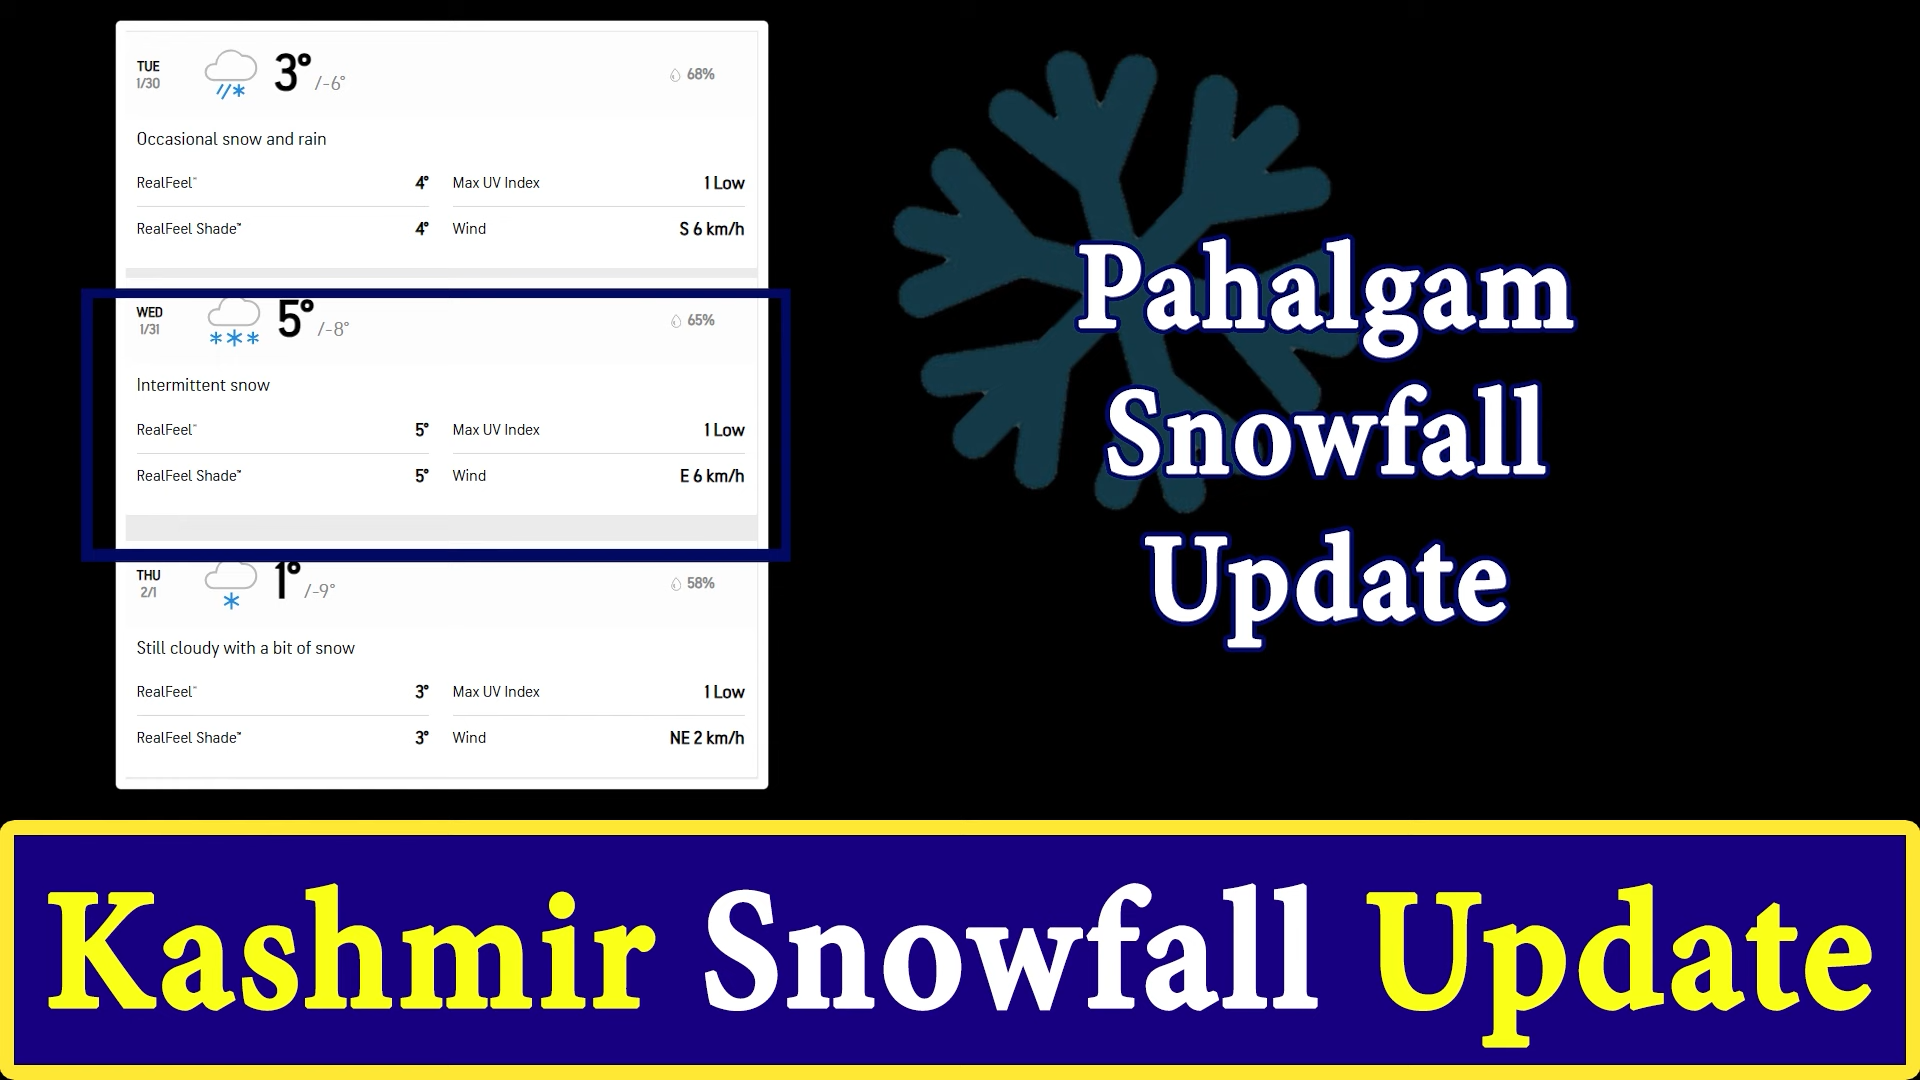 TUE 3° /-6° 68%
1/30
Occasional snow and rain
RealFeel™ 4° Max UV Index 1 Low
RealFeel Shade™ 4° Wind S 6 km/h
WED 5° /-8° 65%
1/31
Intermittent snow
RealFeel™ 5° Max UV Index 1 Low
RealFeel Shade™ 5° Wind E 6 km/h
THU 1° /-9° 58%
2/1
Still cloudy with a bit of snow
RealFeel™ 3° Max UV Index 1 Low
RealFeel Shade™ 3° Wind NE 2 km/h
Pahalgam
Snowfall
Update
Kashmir Snowfall Update